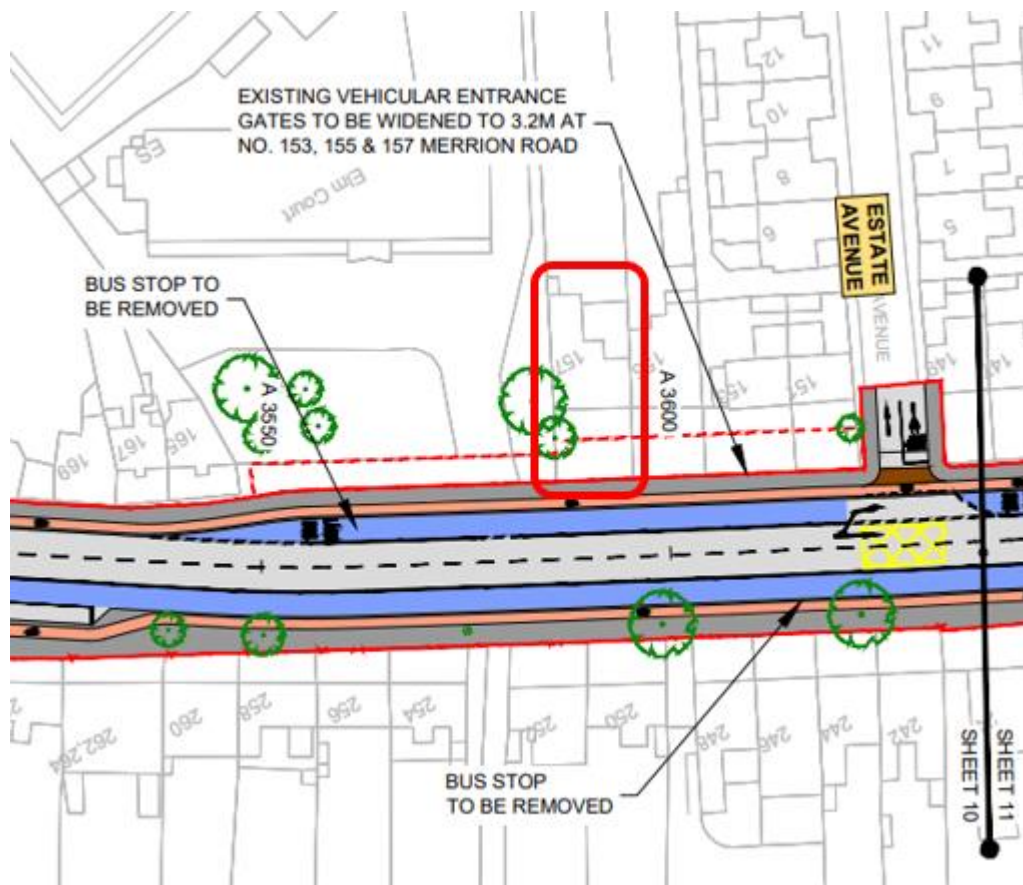 EXISTING VEHICULAR ENTRANCE
GATES TO BE WIDENED TO 3.2M AT
NO. 153, 155 & 157 MERRION ROAD
ES
Elm Court
BUS STOP TO
BE REMOVED
ESTATE
AVENUE
AVENUE
12
10
8
6
11
9
7
5
169
167
165
157
155
153
151
149
147
A 3550
A 3600
262,264
260
258
256
254
252
250
248
246
244
242
BUS STOP
TO BE REMOVED
SHEET 10
SHEET 11